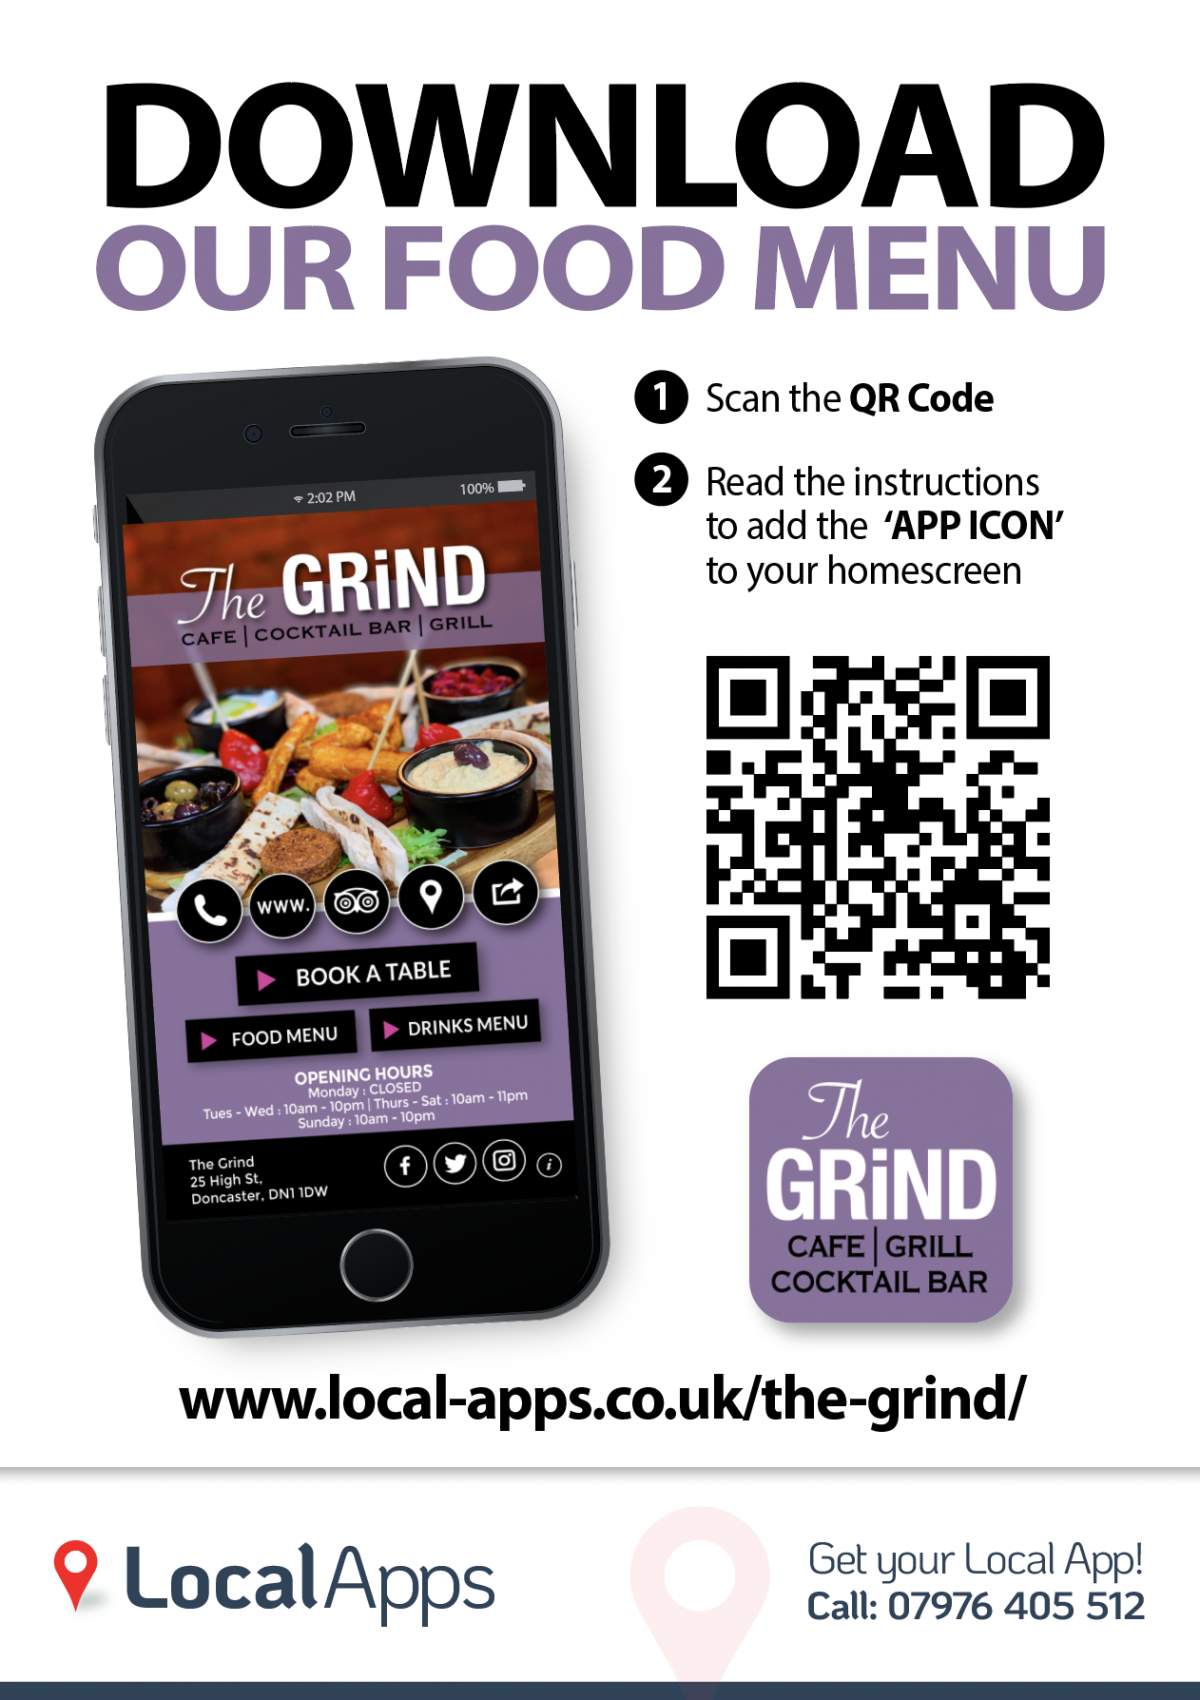 DOWNLOAD
OUR FOOD MENU
1 Scan the QR Code
2 Read the instructions
to add the ‘APP ICON’
to your homescreen
2:02 PM 100%
The GRiND
CAFE | COCKTAIL BAR | GRILL
www.
BOOK A TABLE
FOOD MENU
DRINKS MENU
OPENING HOURS
Monday : CLOSED
Tues - Wed : 10am - 10pm | Thurs - Sat : 10am - 11pm
Sunday : 10am - 10pm
The Grind
25 High St,
Doncaster, DN1 1DW
i
The
GRiND
CAFE | GRILL
COCKTAIL BAR
www.local-apps.co.uk/the-grind/
LocalApps
Get your Local App!
Call: 07976 405 512